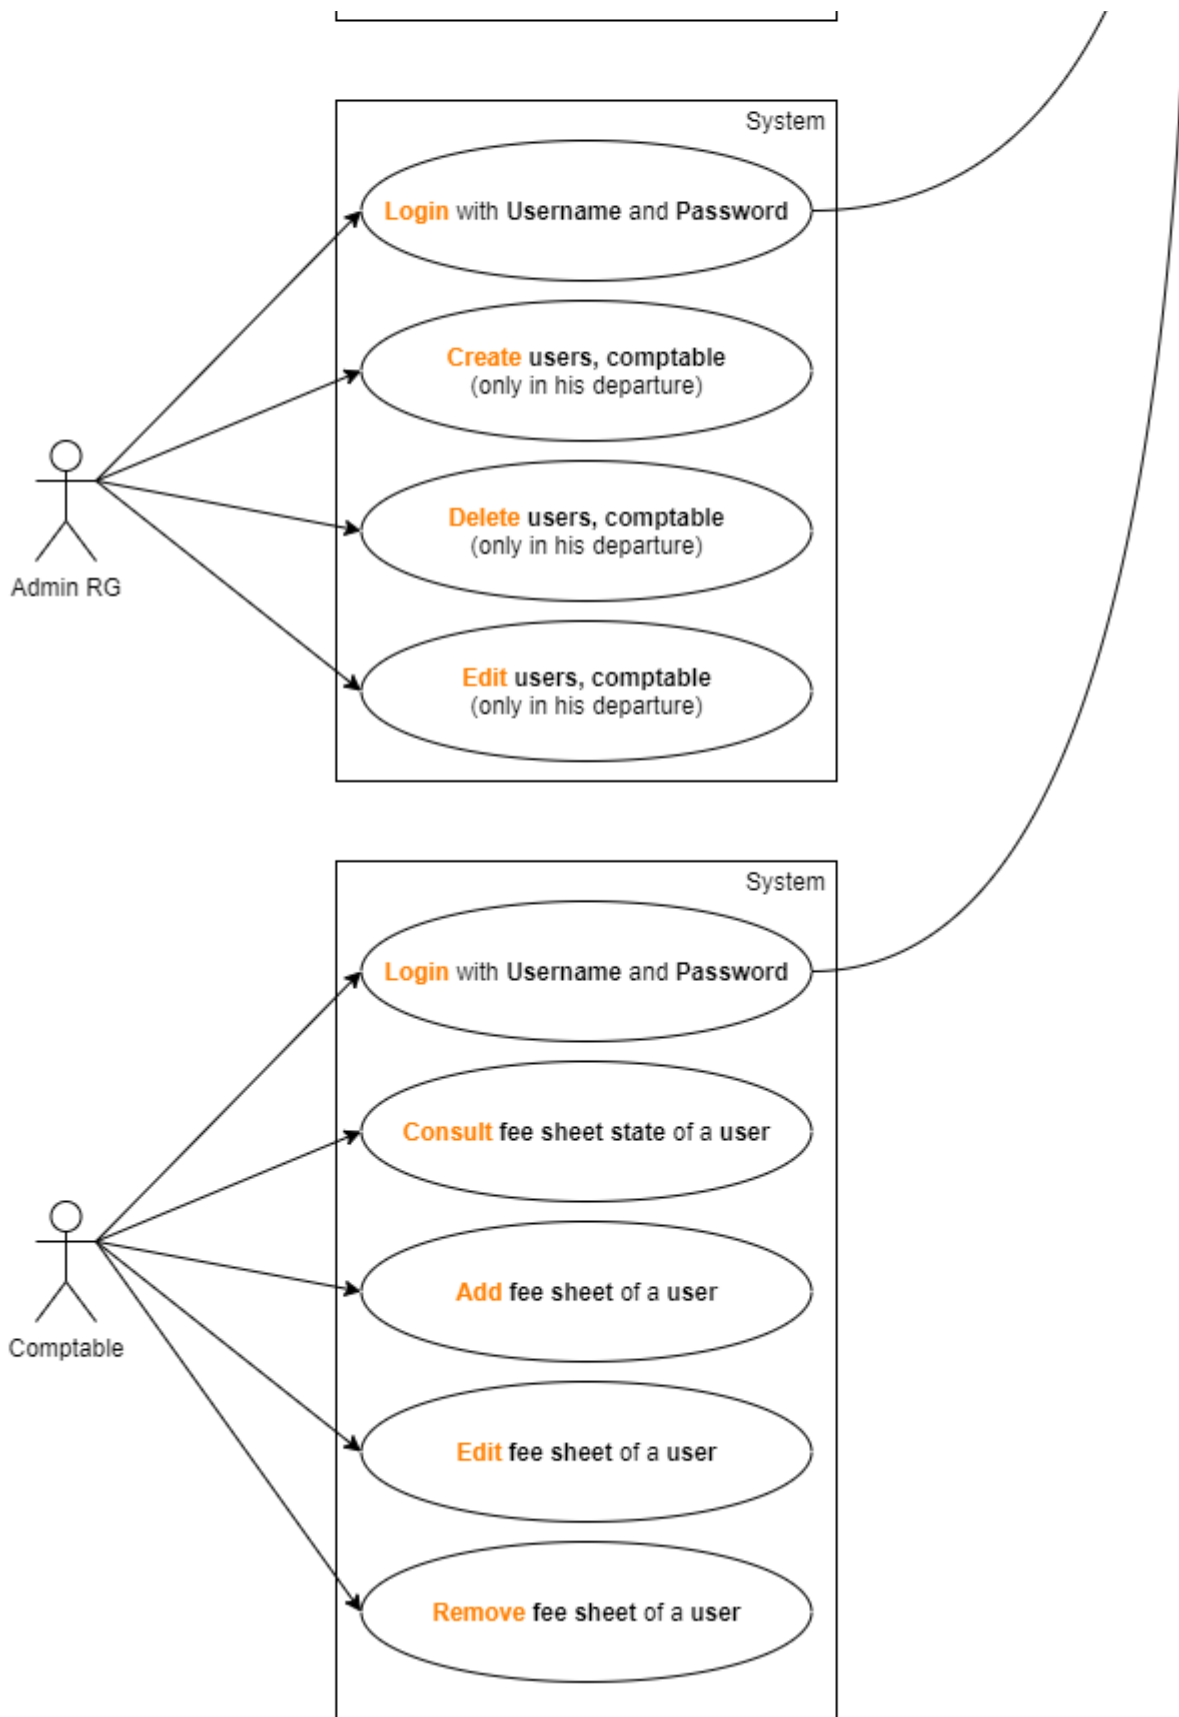 System
Login with Username and Password
Create users, comptable
(only in his departure)
Delete users, comptable
(only in his departure)
Edit users, comptable
(only in his departure)
Admin RG
System
Login with Username and Password
Consult fee sheet state of a user
Add fee sheet of a user
Comptable
Edit fee sheet of a user
Remove fee sheet of a user